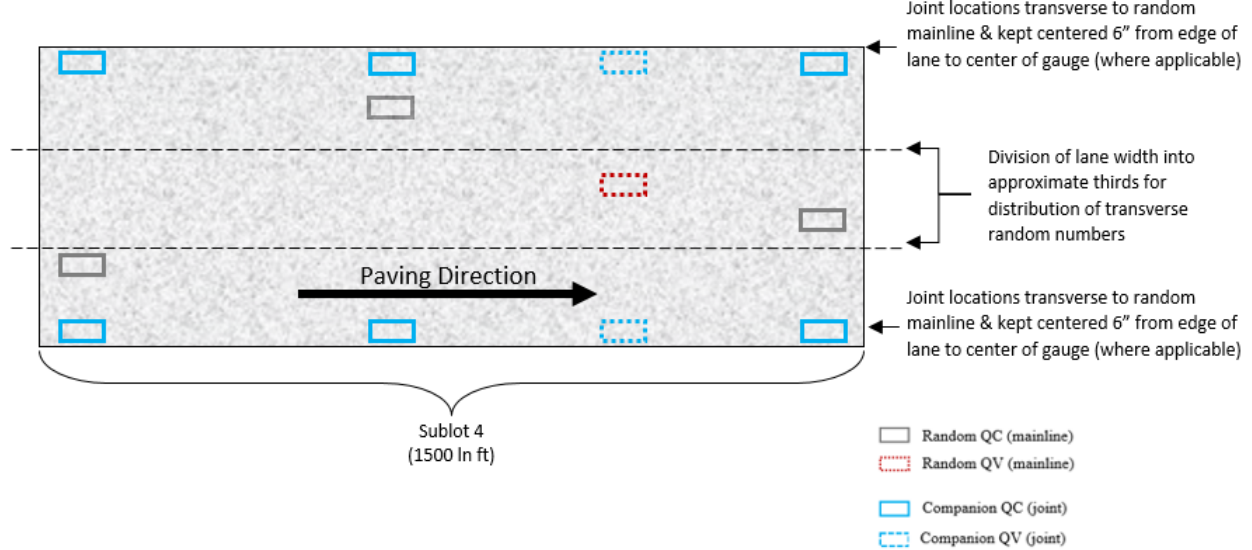 Joint locations transverse to random
mainline & kept centered 6” from edge of
lane to center of gauge (where applicable)
Division of lane width into
approximate thirds for
distribution of transverse
random numbers
Paving Direction
Joint locations transverse to random
mainline & kept centered 6” from edge of
lane to center of gauge (where applicable)
Sublot 4
(1500 ln ft)
Random QC (mainline)
Random QV (mainline)
Companion QC (joint)
Companion QV (joint)